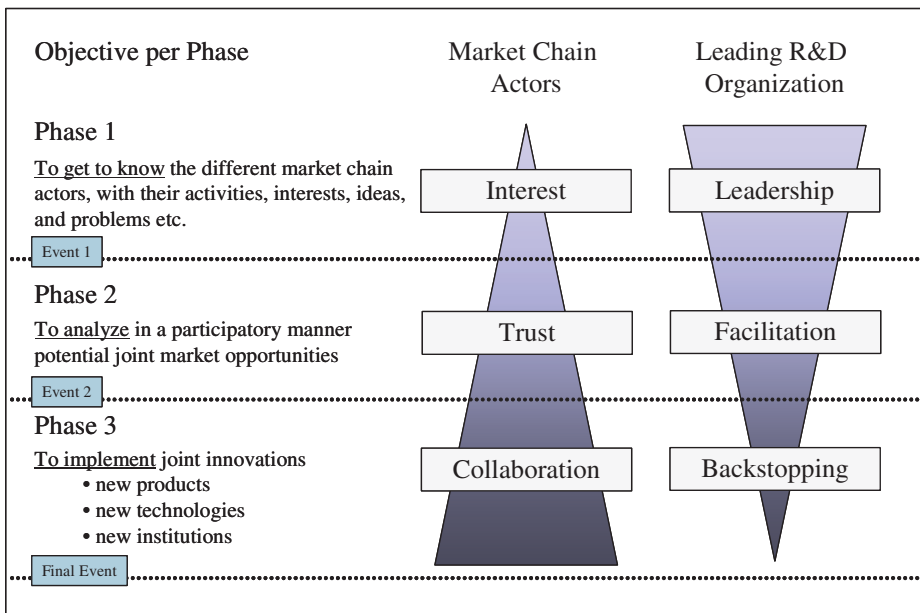 Objective per Phase
Market Chain
Actors
Leading R&D
Organization
Phase 1
To get to know the different market chain
actors, with their activities, interests, ideas,
and problems etc.
Interest
Leadership
Event 1
Phase 2
To analyze in a participatory manner
potential joint market opportunities
Trust
Facilitation
Event 2
Phase 3
To implement joint innovations
• new products
• new technologies
• new institutions
Collaboration
Backstopping
Final Event